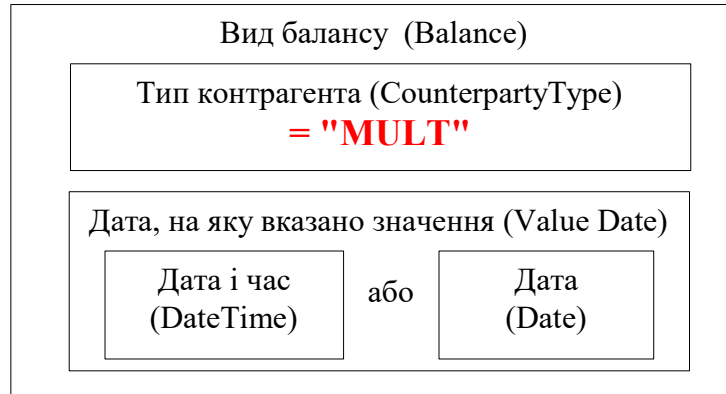 Вид балансу (Balance)
Тип контрагента (CounterpartyType)
= "MULT"
Дата, на яку вказано значення (Value Date)
Дата і час або Дата
(DateTime) (Date)